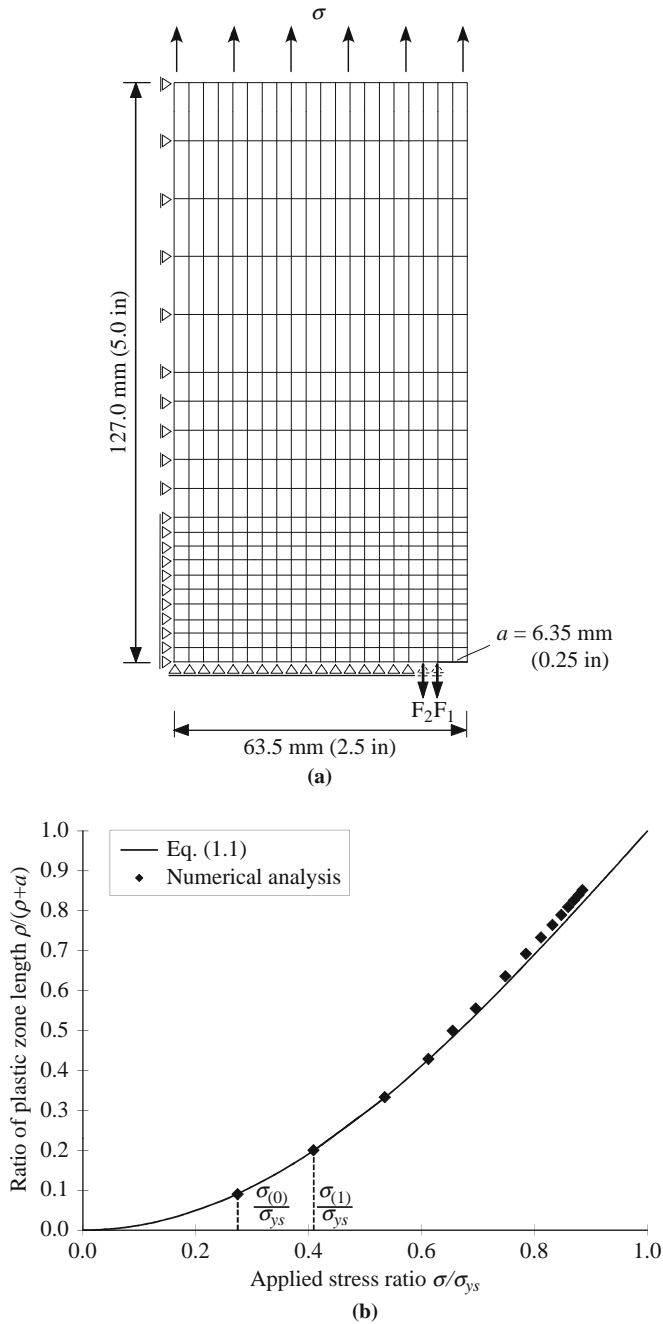 σ
127.0 mm (5.0 in)
a = 6.35 mm
(0.25 in)
F₂F₁
63.5 mm (2.5 in)
(a)
Ratio of plastic zone length ρ/(ρ+a)
1.0
0.9
0.8
0.7
0.6
0.5
0.4
0.3
0.2
0.1
0.0
Eq. (1.1)
Numerical analysis
σ(0)/σys
σ(1)/σys
0.0 0.2 0.4 0.6 0.8 1.0
Applied stress ratio σ/σys
(b)